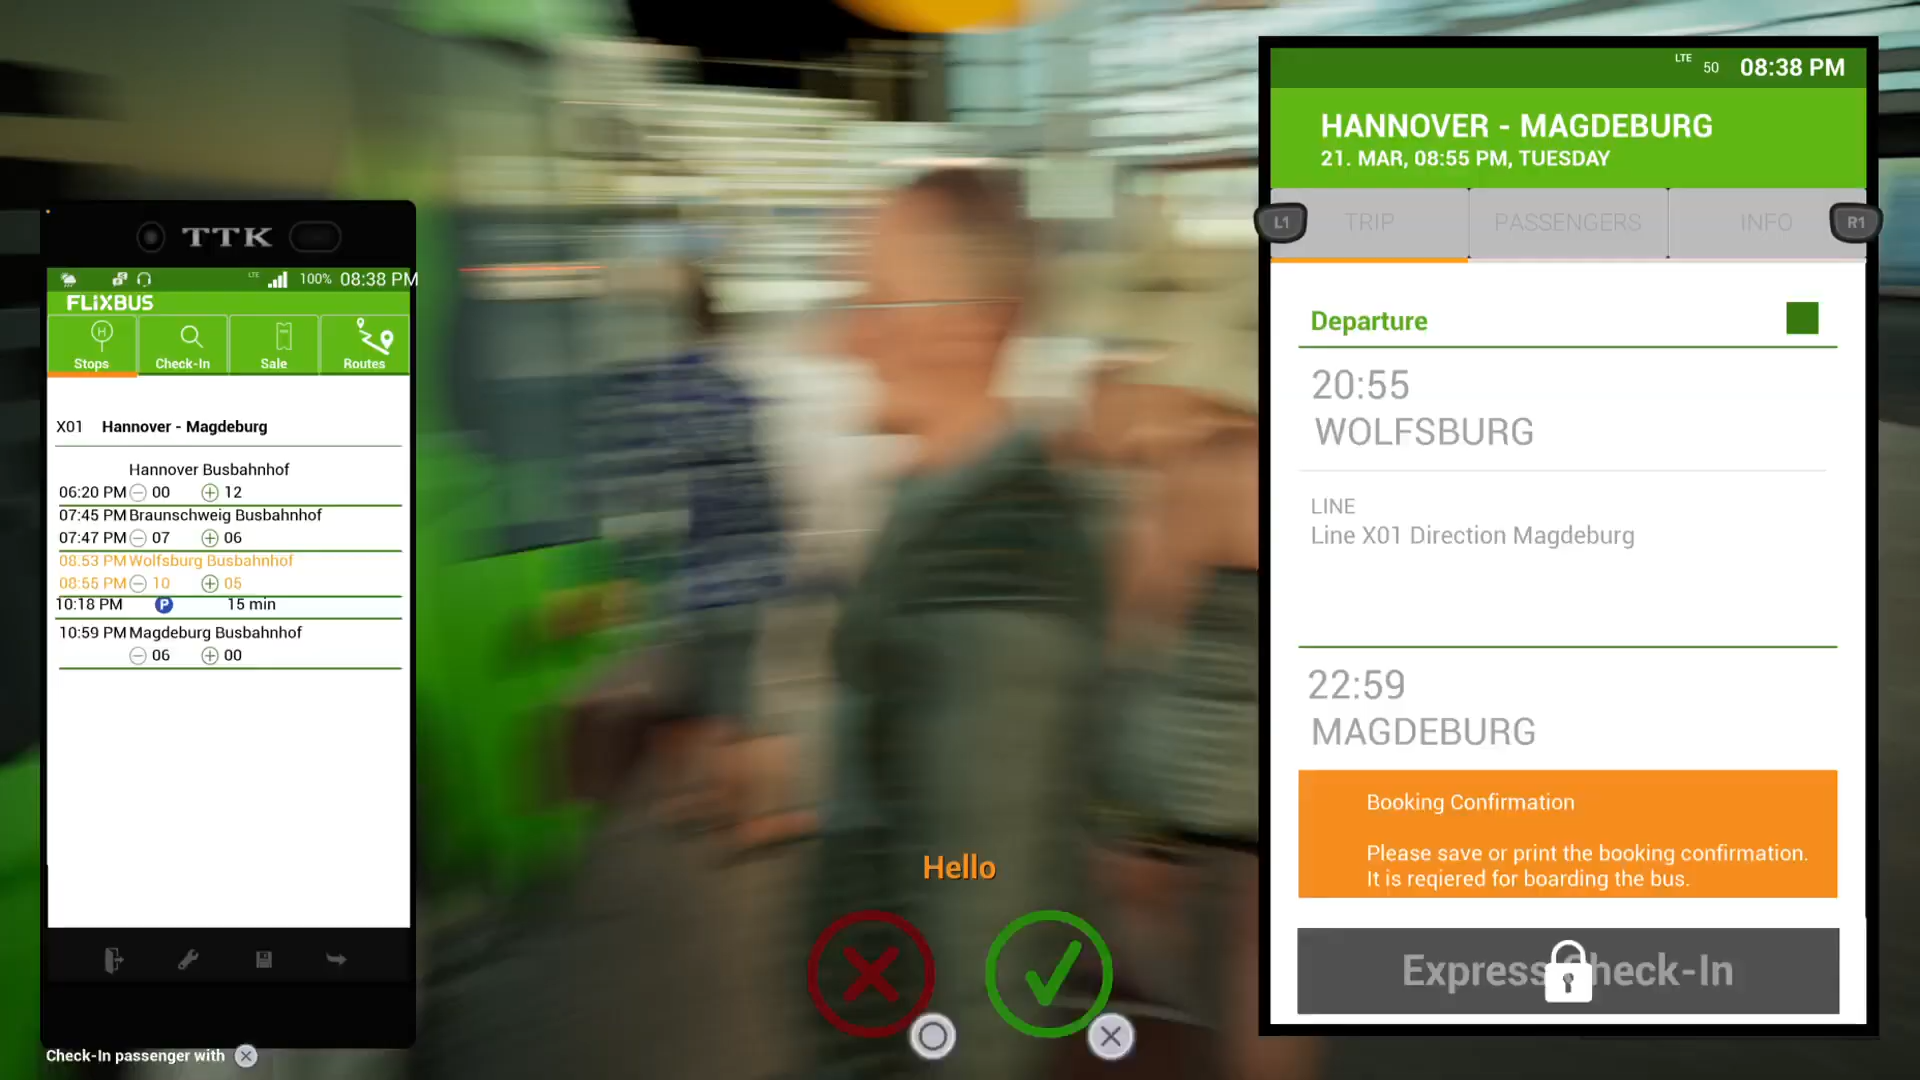 TTK
LTE 100% 08:38 PM
FLiXBUS
H
Stops Check-In Sale Routes
X01 Hannover - Magdeburg
Hannover Busbahnhof
06:20 PM 00 12
07:45 PM Braunschweig Busbahnhof
07:47 PM 07 06
08:53 PM Wolfsburg Busbahnhof
08:55 PM 10 05
10:18 PM P 15 min
10:59 PM Magdeburg Busbahnhof
06 00
Check-In passenger with
Hello
LTE 50 08:38 PM
HANNOVER - MAGDEBURG
21. MAR, 08:55 PM, TUESDAY
L1 TRIP PASSENGERS INFO R1
Departure
20:55
WOLFSBURG
LINE
Line X01 Direction Magdeburg
22:59
MAGDEBURG
Booking Confirmation
Please save or print the booking confirmation.
It is reqiered for boarding the bus.
Express Check-In